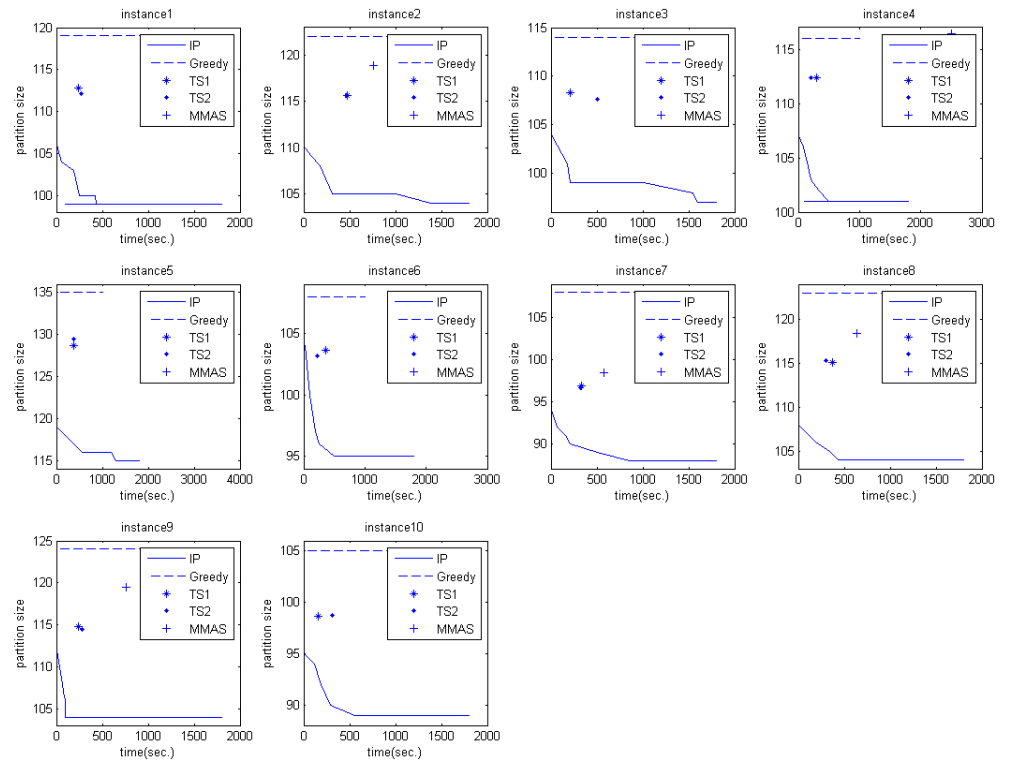 instance1
partition size
120
115
110
105
100
0 500 1000 1500 2000
time(sec.)
IP
Greedy
TS1
TS2
MMAS
instance2
partition size
120
115
110
105
0 500 1000 1500 2000
time(sec.)
IP
Greedy
TS1
TS2
MMAS
instance3
partition size
115
110
105
100
0 500 1000 1500 2000
time(sec.)
IP
Greedy
TS1
TS2
MMAS
instance4
partition size
115
110
105
100
0 1000 2000 3000
time(sec.)
IP
Greedy
TS1
TS2
MMAS
instance5
partition size
135
130
125
120
115
0 1000 2000 3000 4000
time(sec.)
IP
Greedy
TS1
TS2
MMAS
instance6
partition size
105
100
95
0 1000 2000 3000
time(sec.)
IP
Greedy
TS1
TS2
MMAS
instance7
partition size
105
100
95
90
0 500 1000 1500 2000
time(sec.)
IP
Greedy
TS1
TS2
MMAS
instance8
partition size
120
115
110
105
0 500 1000 1500 2000
time(sec.)
IP
Greedy
TS1
TS2
MMAS
instance9
partition size
125
120
115
110
105
0 500 1000 1500 2000
time(sec.)
IP
Greedy
TS1
TS2
MMAS
instance10
partition size
105
100
95
90
0 500 1000 1500 2000
time(sec.)
IP
Greedy
TS1
TS2
MMAS